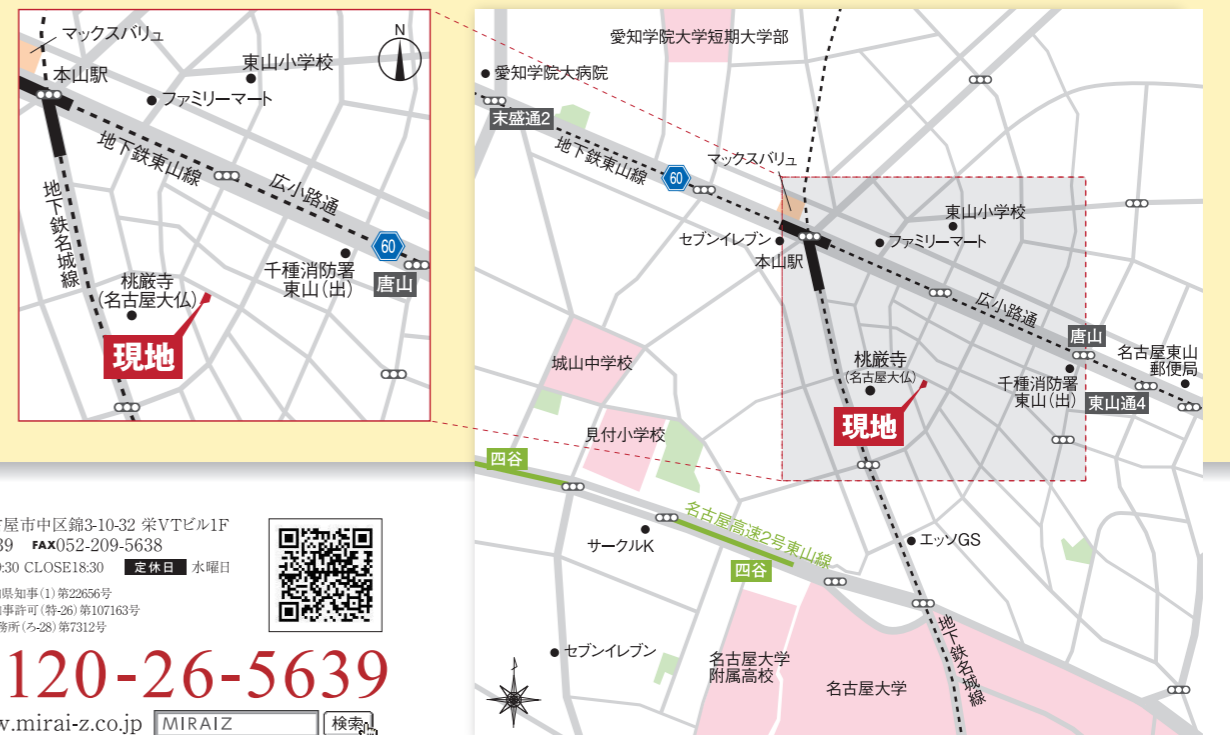 マックスバリュ
N
本山駅
東山小学校
ファミリーマート
地下鉄東山線
広小路通
60
地下鉄名城線
千種消防署
東山(出)
唐山
桃巌寺
(名古屋大仏)
現地
愛知学院大学短期大学部
愛知学院大病院
末盛通2
地下鉄東山線
60
マックスバリュ
東山小学校
セブンイレブン
ファミリーマート
本山駅
広小路通
唐山
名古屋東山
郵便局
城山中学校
桃巌寺
(名古屋大仏)
千種消防署
東山(出)
東山通4
現地
見付小学校
四谷
名古屋高速2号東山線
サークルK
エッソGS
四谷
地下鉄名城線
セブンイレブン
名古屋大学
附属高校
名古屋大学
屋市中区錦3-10-32 栄VTビル1F
39 FAX052-209-5638
:30 CLOSE18:30 定休日 水曜日
県知事(1)第22656号
事許可(特-26)第107163号
務所(ろ-28)第7312号
120-26-5639
w.mirai-z.co.jp MIRAIZ 検索